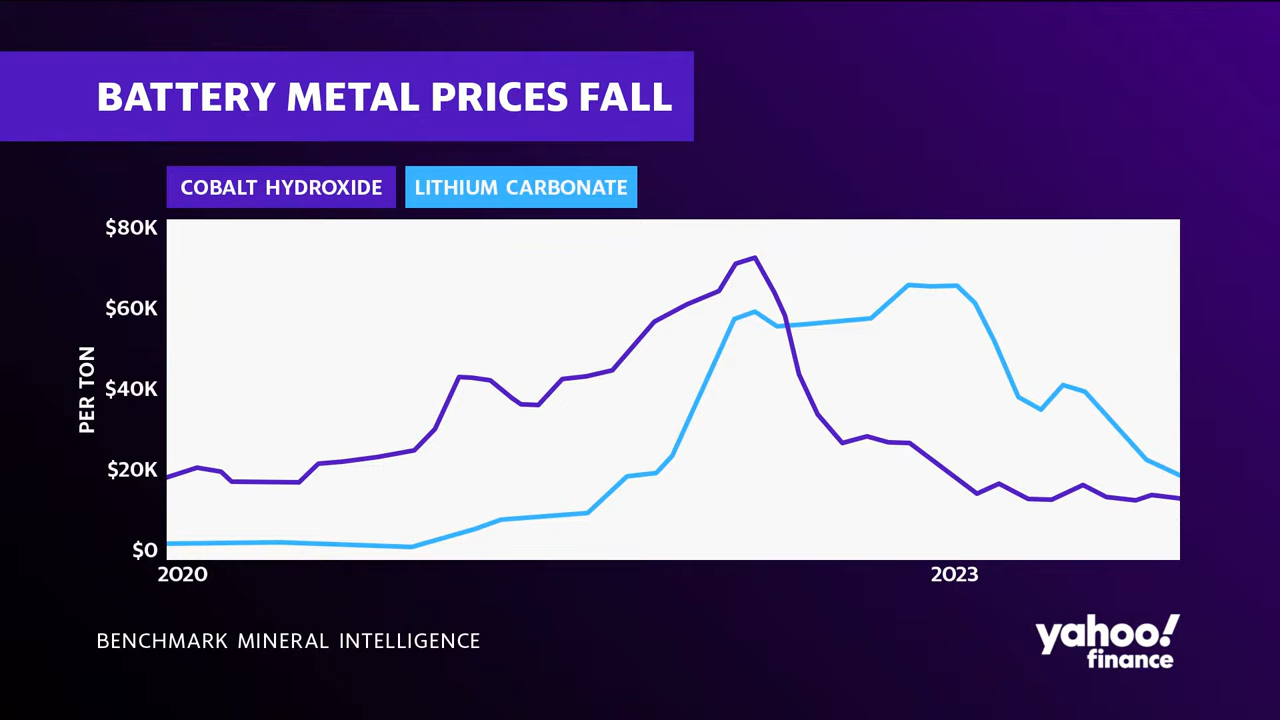 BATTERY METAL PRICES FALL
COBALT HYDROXIDE LITHIUM CARBONATE
$80K
$60K
$40K
$20K
$0
PER TON
2020 2023
BENCHMARK MINERAL INTELLIGENCE
yahoo!
finance